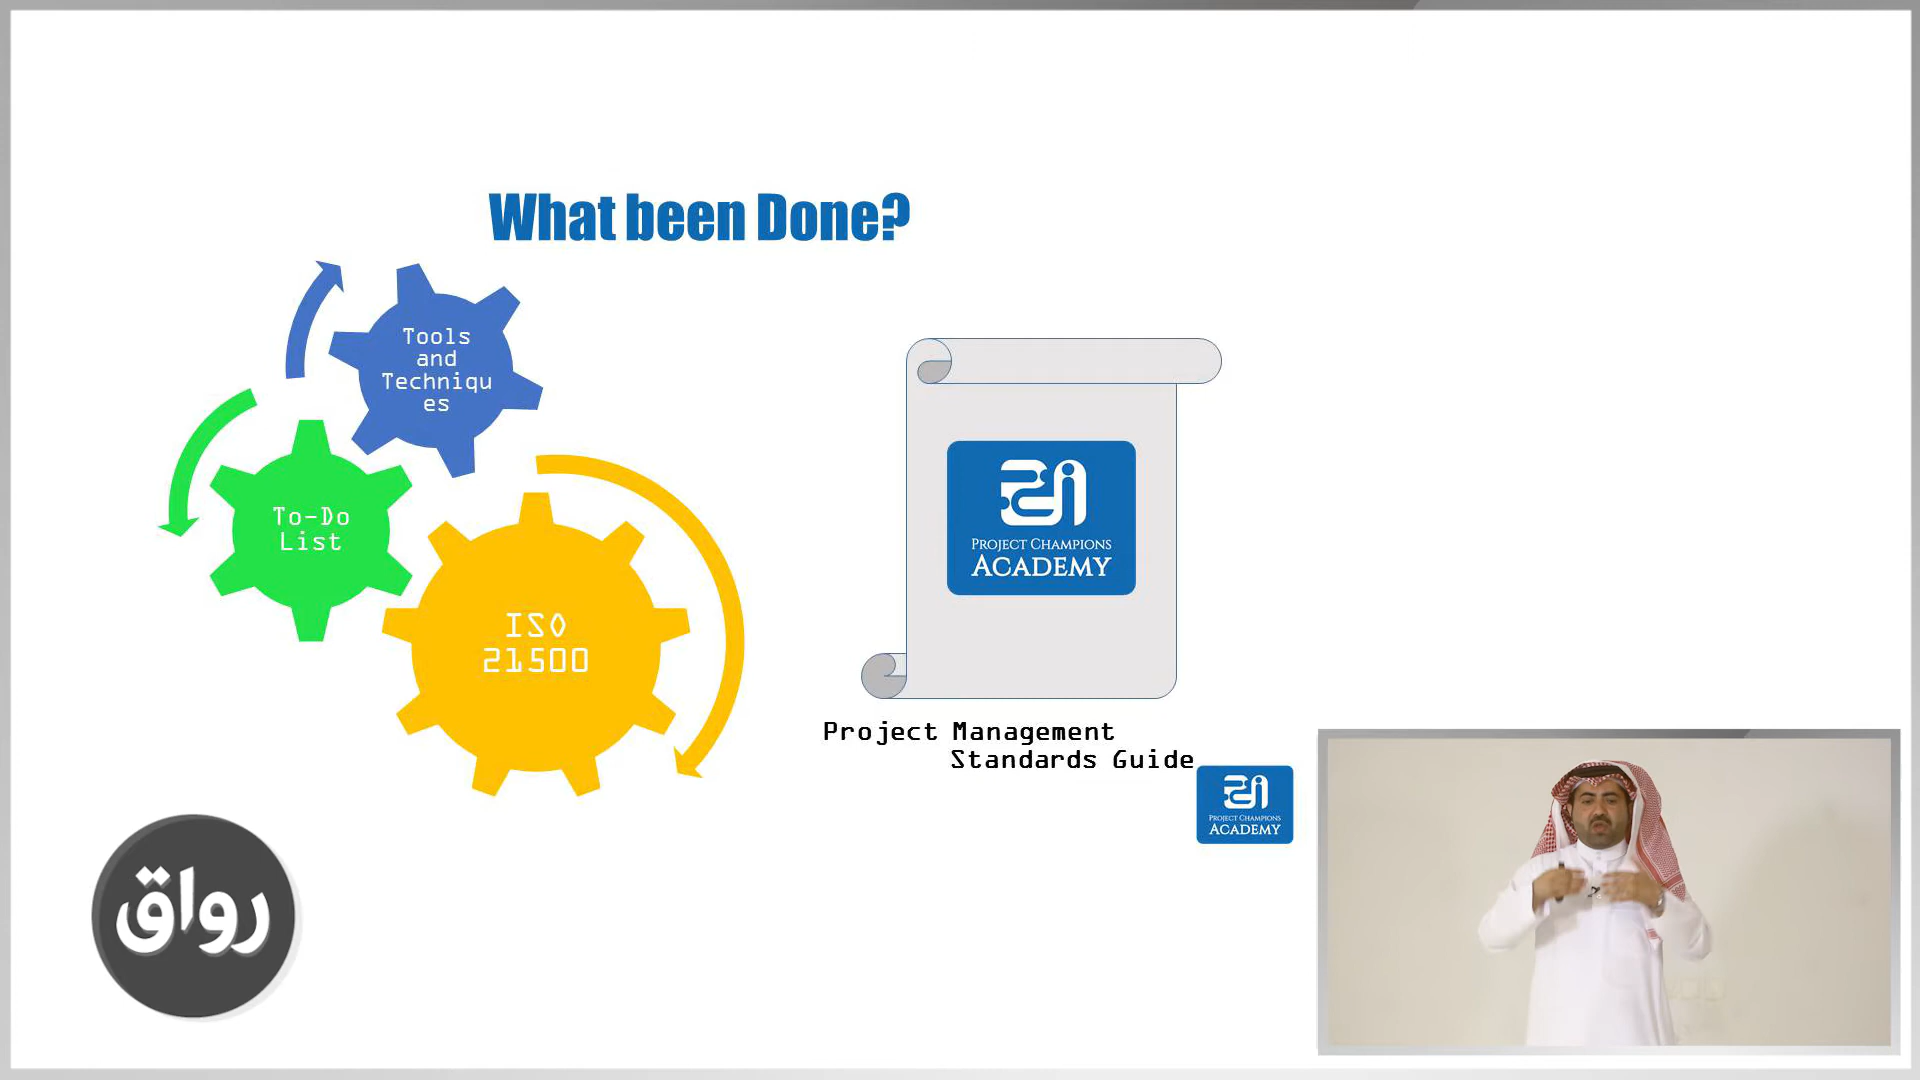 What been Done?
Tools
and
Techniqu
es
To-Do
List
ISO
21500
PROJECT CHAMPIONS
ACADEMY
Project Management
Standards Guide
PROJECT CHAMPIONS
ACADEMY
رواق